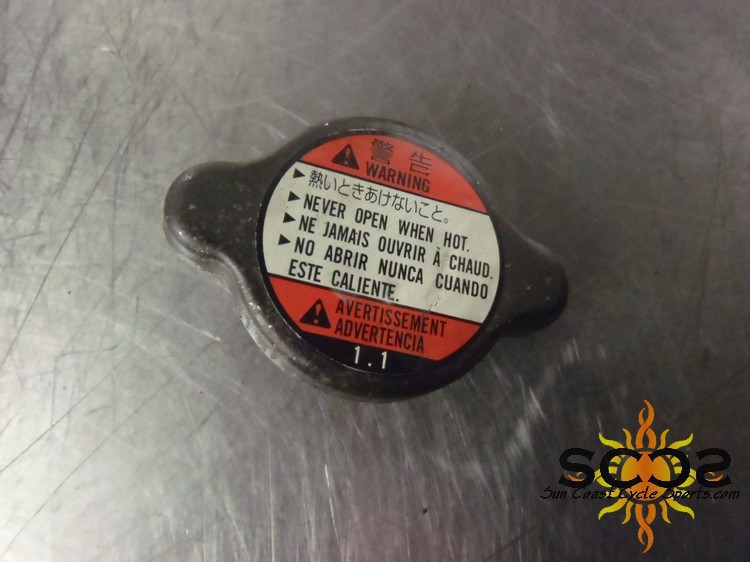 警告
WARNING
▶熱いときあけないこと。
▶NEVER OPEN WHEN HOT.
▶NE JAMAIS OUVRIR À CHAUD.
▶NO ABRIR NUNCA CUANDO
ESTE CALIENTE.
AVERTISSEMENT
ADVERTENCIA
1.1
SCCS
Sun Coast Cycle Sports.com